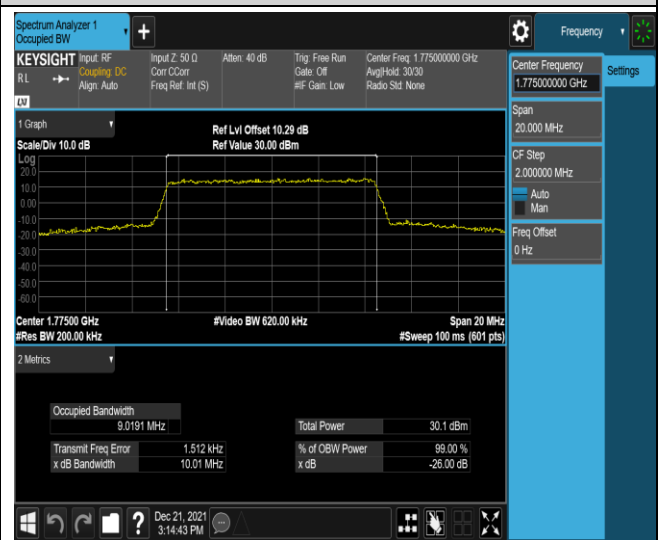 Spectrum Analyzer 1
Occupied BW
+
Frequency
KEYSIGHT
RL
LXI
Input: RF
Coupling: DC
Align: Auto
Input Z: 50 Ω
Corr CCorr
Freq Ref: Int (S)
Atten: 40 dB
Trig: Free Run
Gate: Off
#IF Gain: Low
Center Freq: 1.775000000 GHz
Avg|Hold: 30/30
Radio Std: None
Center Frequency
1.775000000 GHz
Settings
Span
20.000 MHz
CF Step
2.000000 MHz
Auto
Man
Freq Offset
0 Hz
1 Graph
Ref Lvl Offset 10.29 dB
Scale/Div 10.0 dB
Ref Value 30.00 dBm
Log
20.0
10.0
0.00
-10.0
-20.0
-30.0
-40.0
-50.0
-60.0
Center 1.77500 GHz
#Video BW 620.00 kHz
Span 20 MHz
#Res BW 200.00 kHz
#Sweep 100 ms (601 pts)
2 Metrics
Occupied Bandwidth
9.0191 MHz
Total Power 30.1 dBm
Transmit Freq Error 1.512 kHz
% of OBW Power 99.00 %
x dB Bandwidth 10.01 MHz
x dB -26.00 dB
?
Dec 21, 2021
3:14:43 PM